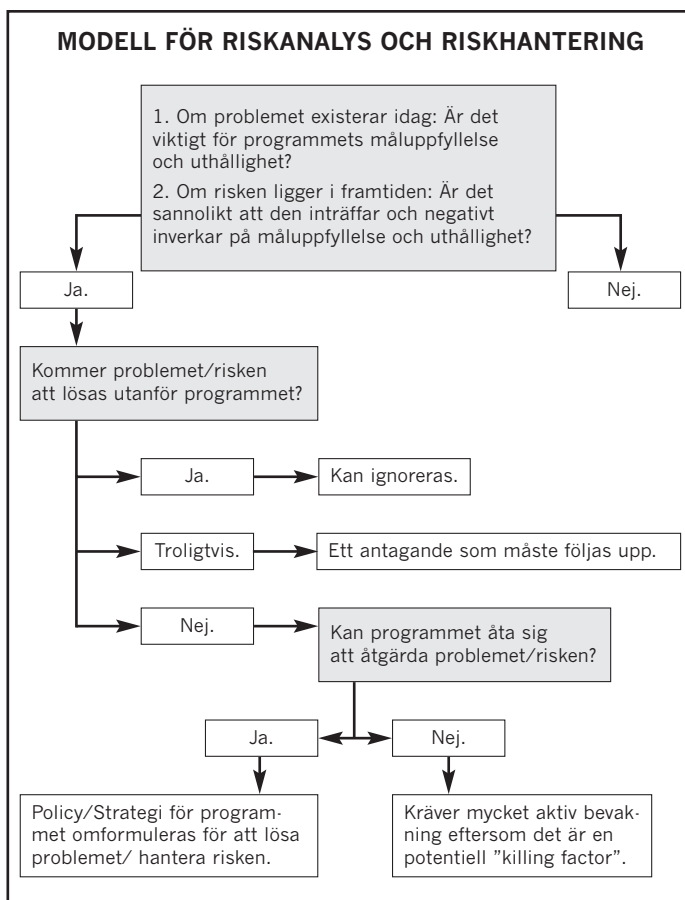 MODELL FÖR RISKANALYS OCH RISKHANTERING
1. Om problemet existerar idag: Är det
viktigt för programmets måluppfyllelse
och uthållighet?
2. Om risken ligger i framtiden: Är det
sannolikt att den inträffar och negativt
inverkar på måluppfyllelse och uthållighet?
Ja.
Nej.
Kommer problemet/risken
att lösas utanför programmet?
Ja.
Kan ignoreras.
Troligtvis.
Ett antagande som måste följas upp.
Nej.
Kan programmet åta sig
att åtgärda problemet/risken?
Ja.
Nej.
Policy/Strategi för program-
met omformuleras för att lösa
problemet/ hantera risken.
Kräver mycket aktiv bevak-
ning eftersom det är en
potentiell ”killing factor”.